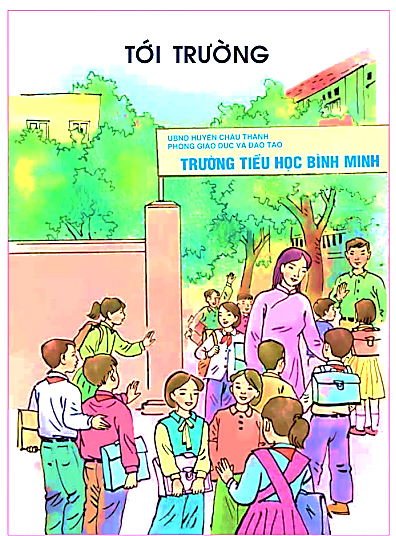 TỚI TRƯỜNG
UBND HUYỆN CHÂU THÀNH
PHÒNG GIÁO DỤC VÀ ĐÀO TẠO
TRƯỜNG TIỂU HỌC BÌNH MINH